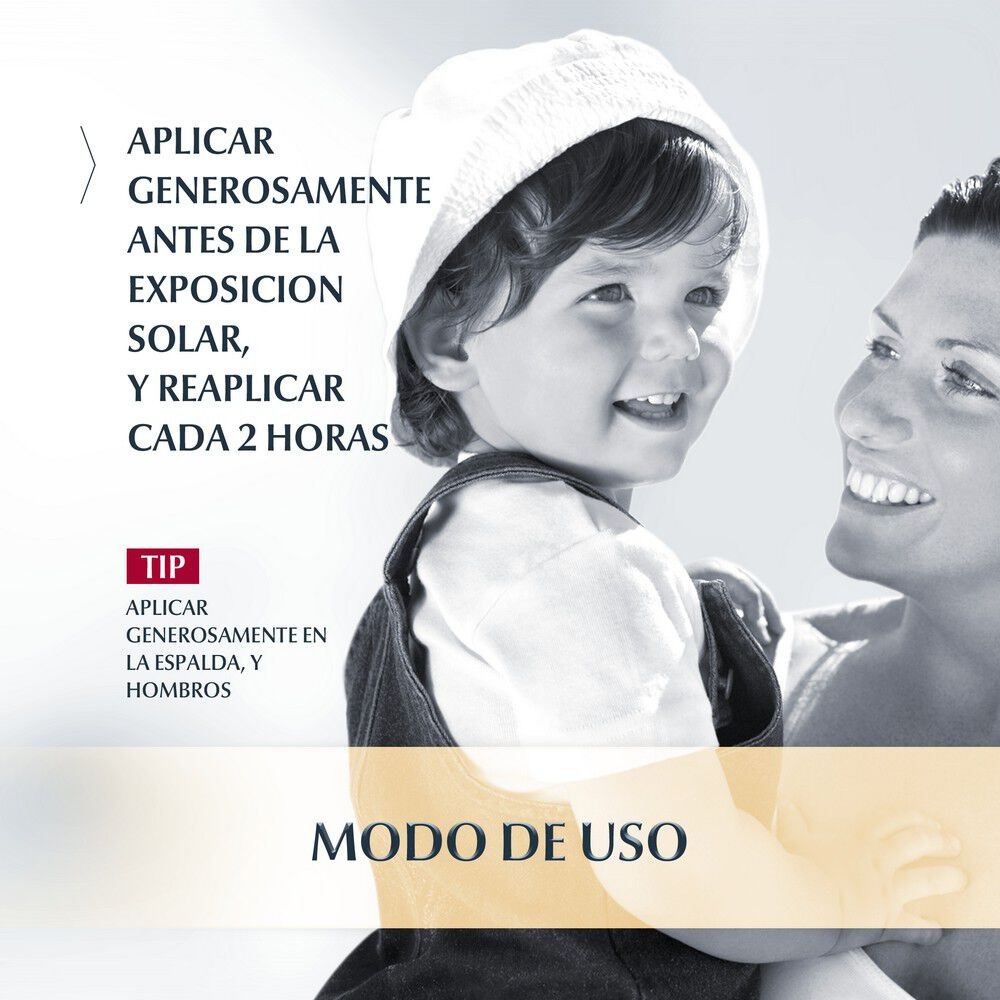 APLICAR
GENEROSAMENTE
ANTES DE LA
EXPOSICION
SOLAR,
Y REAPLICAR
CADA 2 HORAS
TIP
APLICAR
GENEROSAMENTE EN
LA ESPALDA, Y
HOMBROS
MODO DE USO